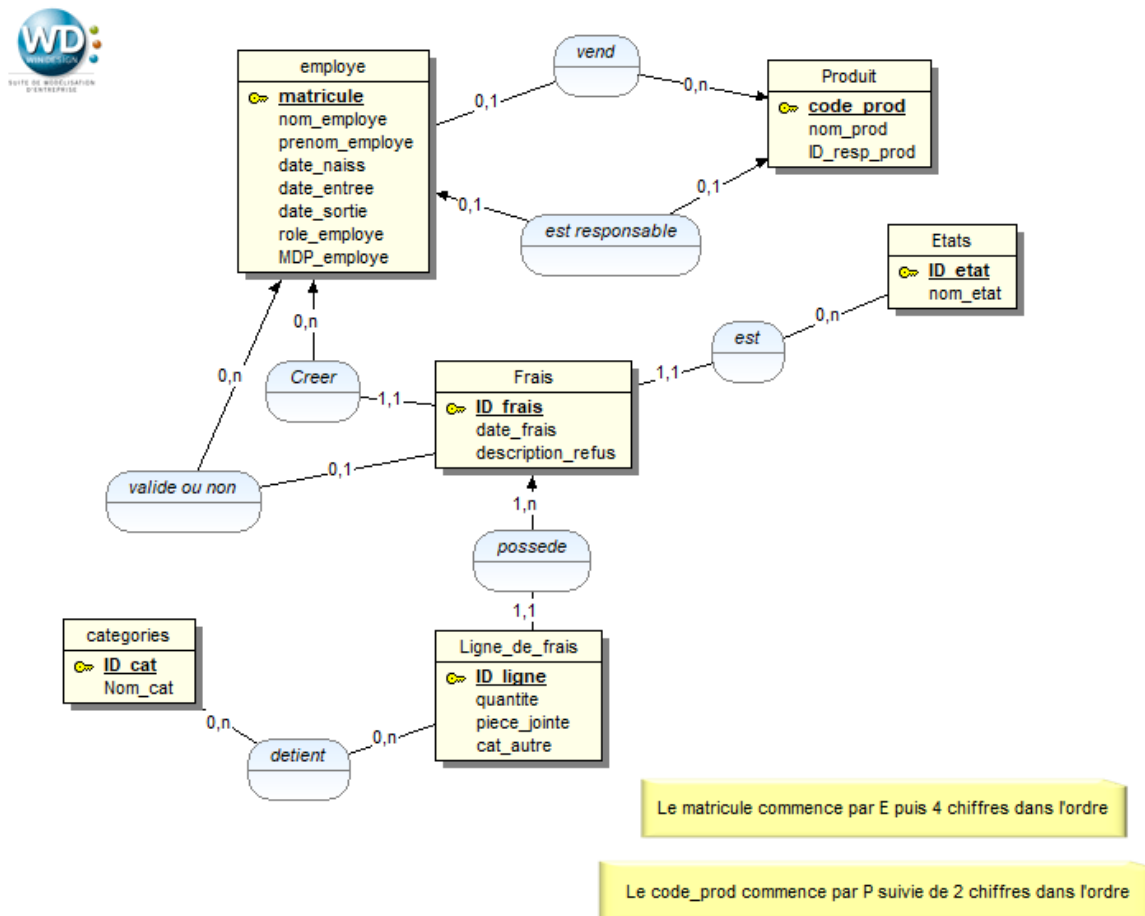 WD
WINDESIGN
SUITE DE MODELISATION
D'ENTREPRISE
employe
matricule
nom_employe
prenom_employe
date_naiss
date_entree
date_sortie
role_employe
MDP_employe
vend
0,1
0,n
Produit
code_prod
nom_prod
ID_resp_prod
0,1
0,1
est responsable
Etats
ID_etat
nom_etat
0,n
est
1,1
0,n
Creer
1,1
Frais
ID_frais
date_frais
description_refus
0,n
0,1
valide ou non
1,n
possede
1,1
categories
ID_cat
Nom_cat
Ligne_de_frais
ID_ligne
quantite
piece_jointe
cat_autre
0,n
0,n
detient
Le matricule commence par E puis 4 chiffres dans l'ordre
Le code_prod commence par P suivie de 2 chiffres dans l'ordre